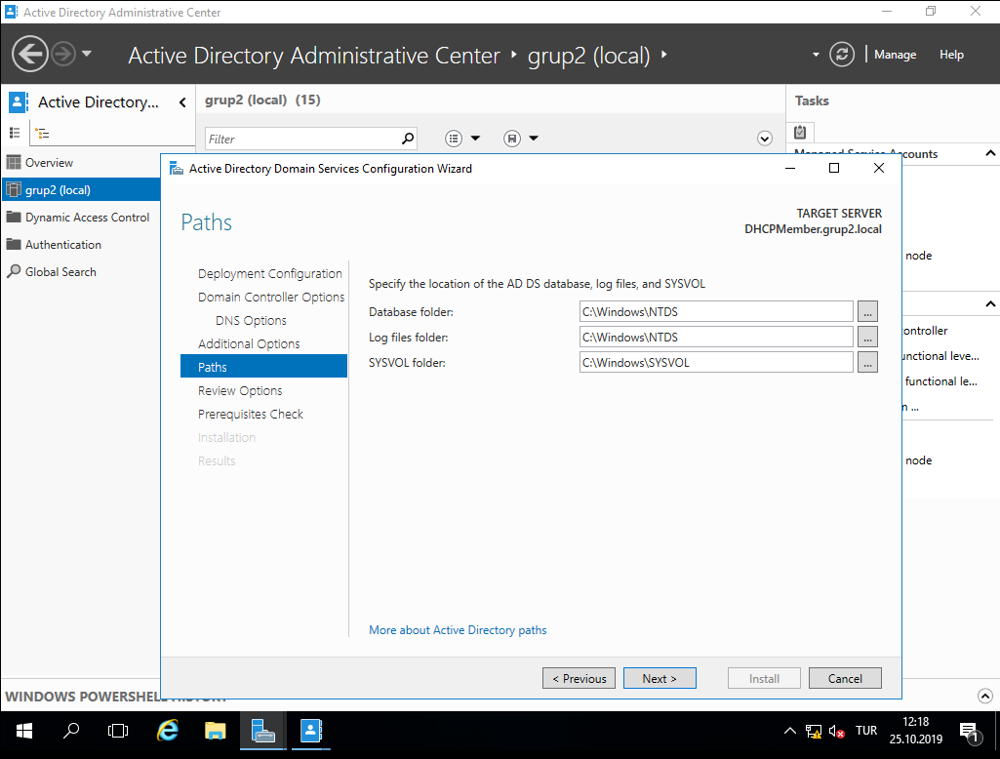 Active Directory Administrative Center
Active Directory Administrative Center • grup2 (local) •
Manage
Help
Active Directory...
grup2 (local) (15)
Tasks
Filter
Overview
grup2 (local)
Dynamic Access Control
Authentication
Global Search
Accounts
node
ontroller
unctional leve...
functional le...
n ...
node
Active Directory Domain Services Configuration Wizard
Paths
TARGET SERVER
DHCPMember.grup2.local
Deployment Configuration
Domain Controller Options
DNS Options
Additional Options
Paths
Review Options
Prerequisites Check
Installation
Results
Specify the location of the AD DS database, log files, and SYSVOL
Database folder:
C:\Windows\NTDS
...
Log files folder:
C:\Windows\NTDS
...
SYSVOL folder:
C:\Windows\SYSVOL
...
More about Active Directory paths
< Previous
Next >
Install
Cancel
WINDOWS POWERSHELL HISTORY
TUR
12:18
25.10.2019
1